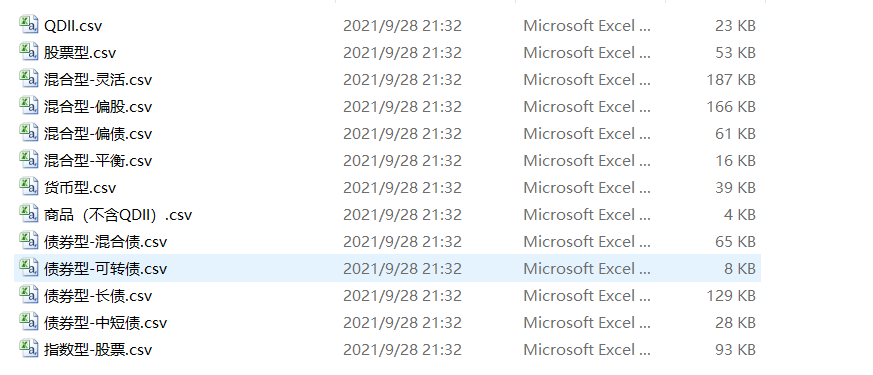 QDII.csv 2021/9/28 21:32 Microsoft Excel ... 23 KB
股票型.csv 2021/9/28 21:32 Microsoft Excel ... 53 KB
混合型-灵活.csv 2021/9/28 21:32 Microsoft Excel ... 187 KB
混合型-偏股.csv 2021/9/28 21:32 Microsoft Excel ... 166 KB
混合型-偏债.csv 2021/9/28 21:32 Microsoft Excel ... 61 KB
混合型-平衡.csv 2021/9/28 21:32 Microsoft Excel ... 16 KB
货币型.csv 2021/9/28 21:32 Microsoft Excel ... 39 KB
商品（不含QDII）.csv 2021/9/28 21:32 Microsoft Excel ... 4 KB
债券型-混合债.csv 2021/9/28 21:32 Microsoft Excel ... 65 KB
债券型-可转债.csv 2021/9/28 21:32 Microsoft Excel ... 8 KB
债券型-长债.csv 2021/9/28 21:32 Microsoft Excel ... 129 KB
债券型-中短债.csv 2021/9/28 21:32 Microsoft Excel ... 28 KB
指数型-股票.csv 2021/9/28 21:32 Microsoft Excel ... 93 KB